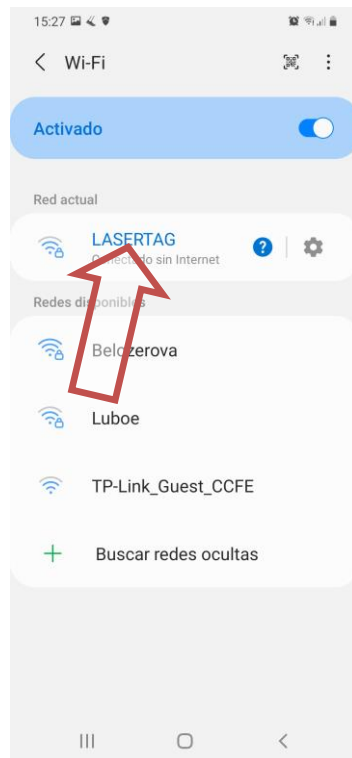 15:27
Wi-Fi
Activado
Red actual
LASERTAG
Conectado sin Internet
Redes disponibles
Belozerova
Luboe
TP-Link_Guest_CCFE
Buscar redes ocultas